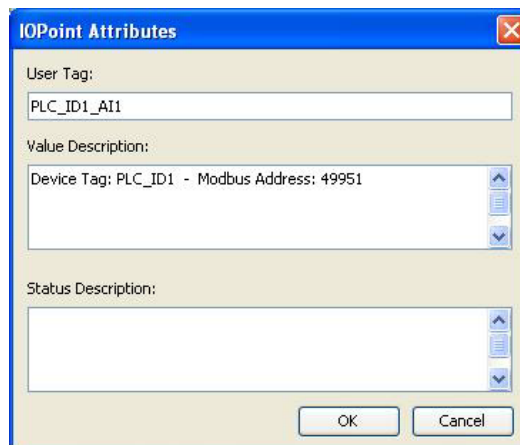 IOPoint Attributes
User Tag:
PLC_ID1_AI1
Value Description:
Device Tag: PLC_ID1 - Modbus Address: 49951
Status Description:
OK Cancel